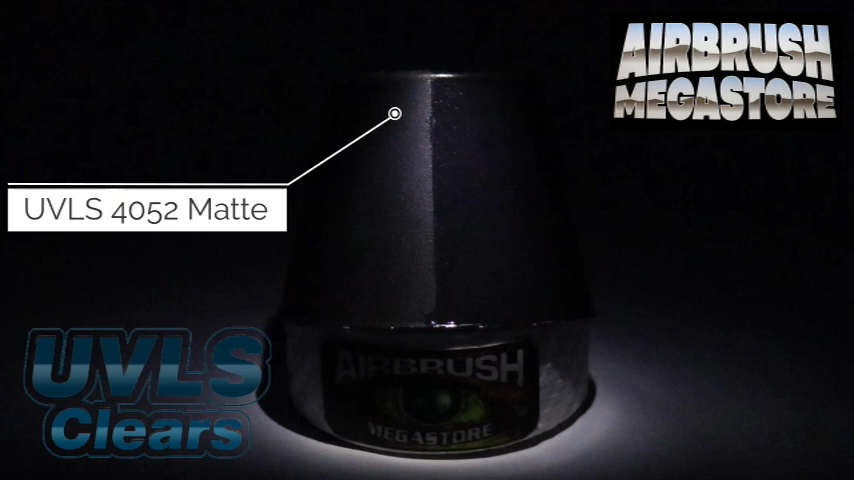 AIRBRUSH
MEGASTORE
UVLS 4052 Matte
UVLS
Clears
AIRBRUSH
MEGASTORE